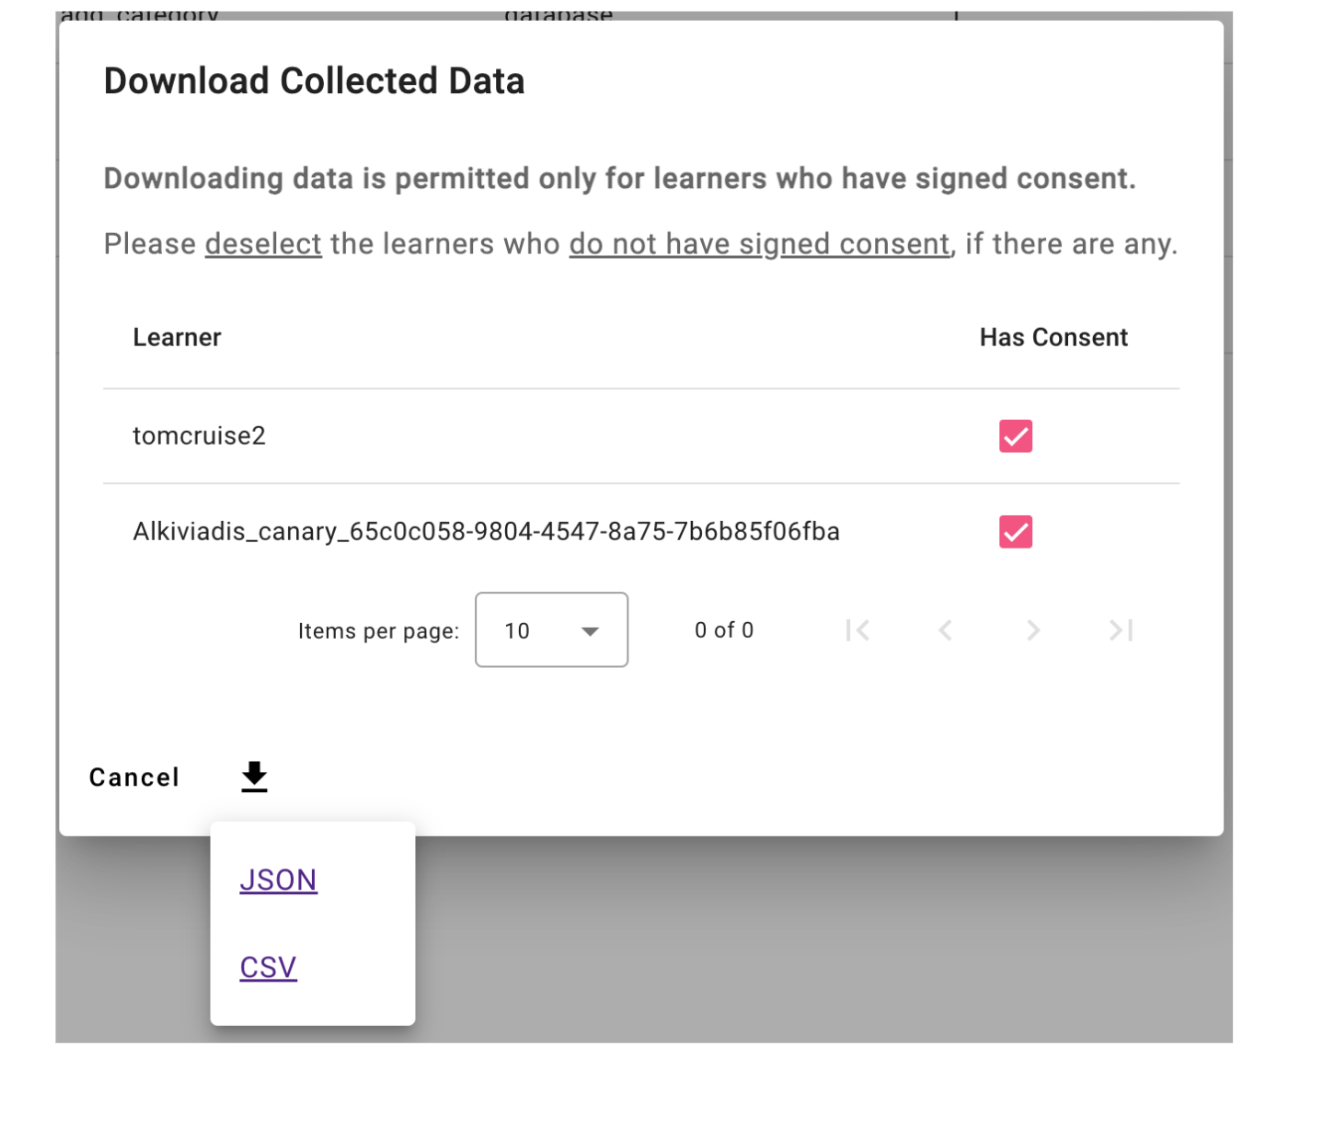 add_category database
Download Collected Data
Downloading data is permitted only for learners who have signed consent.
Please deselect the learners who do not have signed consent, if there are any.
Learner Has Consent
tomcruise2
Alkiviadis_canary_65c0c058-9804-4547-8a75-7b6b85f06fba
Items per page: 10 0 of 0
Cancel
JSON
CSV